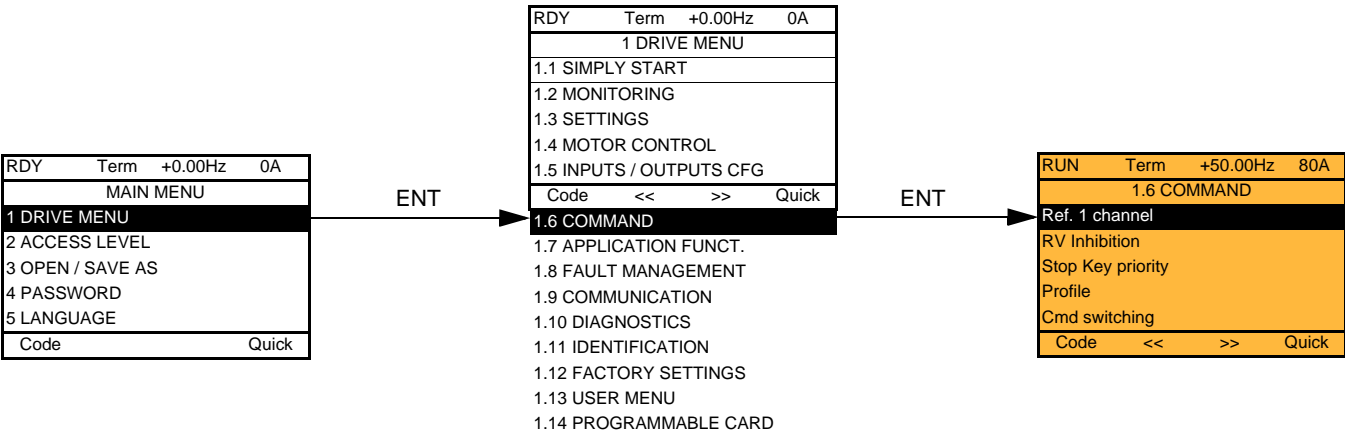 RDY Term +0.00Hz 0A
MAIN MENU
1 DRIVE MENU
2 ACCESS LEVEL
3 OPEN / SAVE AS
4 PASSWORD
5 LANGUAGE
Code Quick
ENT
RDY Term +0.00Hz 0A
1 DRIVE MENU
1.1 SIMPLY START
1.2 MONITORING
1.3 SETTINGS
1.4 MOTOR CONTROL
1.5 INPUTS / OUTPUTS CFG
Code << >> Quick
1.6 COMMAND
1.7 APPLICATION FUNCT.
1.8 FAULT MANAGEMENT
1.9 COMMUNICATION
1.10 DIAGNOSTICS
1.11 IDENTIFICATION
1.12 FACTORY SETTINGS
1.13 USER MENU
1.14 PROGRAMMABLE CARD
ENT
RUN Term +50.00Hz 80A
1.6 COMMAND
Ref. 1 channel
RV Inhibition
Stop Key priority
Profile
Cmd switching
Code << >> Quick